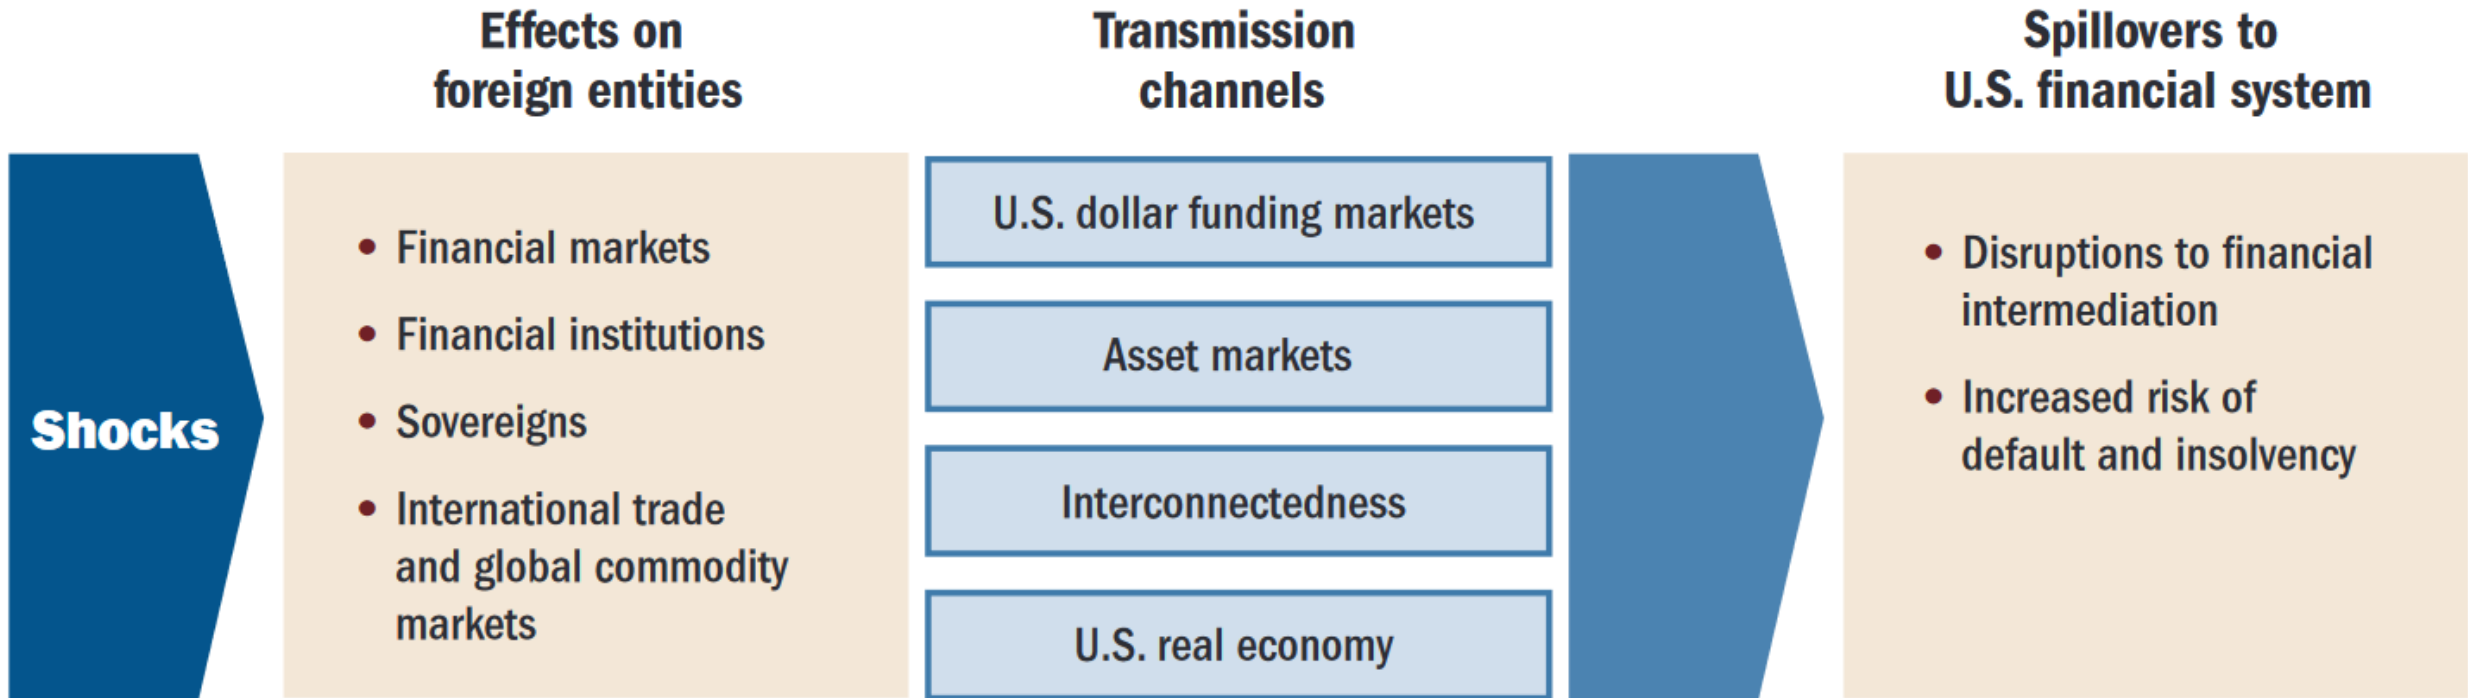 Effects on
foreign entities
Transmission
channels
Spillovers to
U.S. financial system
Shocks
• Financial markets
• Financial institutions
• Sovereigns
• International trade
and global commodity
markets
U.S. dollar funding markets
Asset markets
Interconnectedness
U.S. real economy
• Disruptions to financial
intermediation
• Increased risk of
default and insolvency